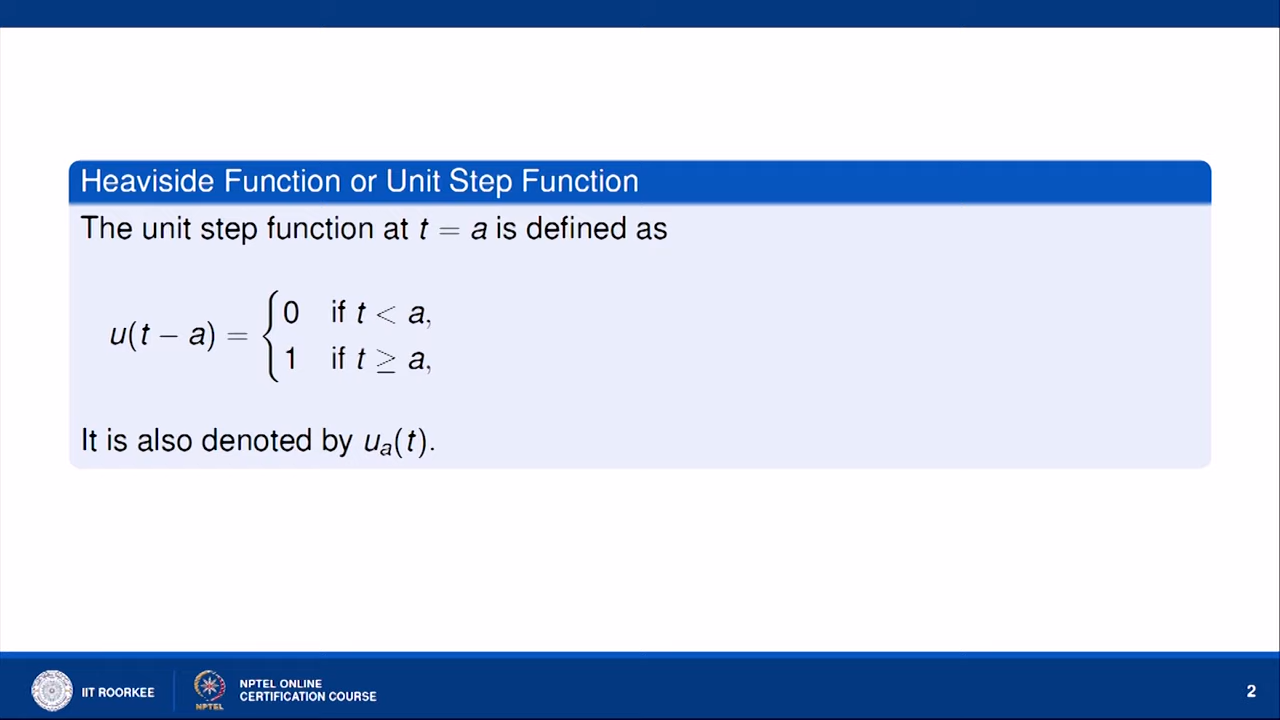 Heaviside Function or Unit Step Function
The unit step function at t = a is defined as
u(t − a) = { 0 if t < a,
1 if t ≥ a,
It is also denoted by uₐ(t).
IIT ROORKEE
NPTEL
NPTEL ONLINE
CERTIFICATION COURSE
2